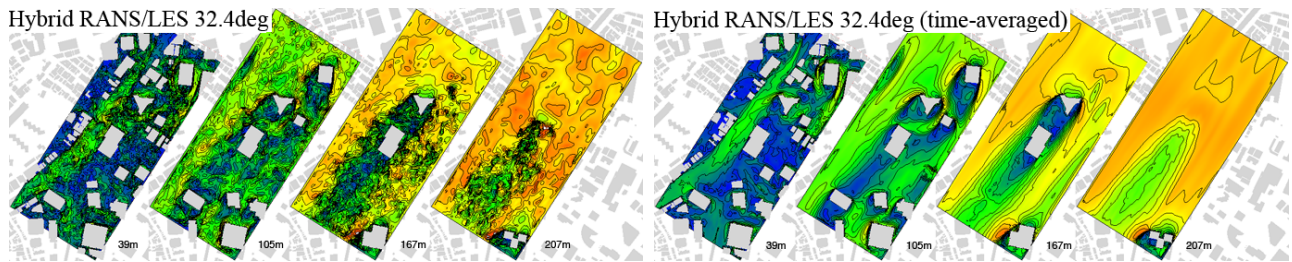 Hybrid RANS/LES 32.4deg
39m
105m
167m
207m
Hybrid RANS/LES 32.4deg (time-averaged)
39m
105m
167m
207m